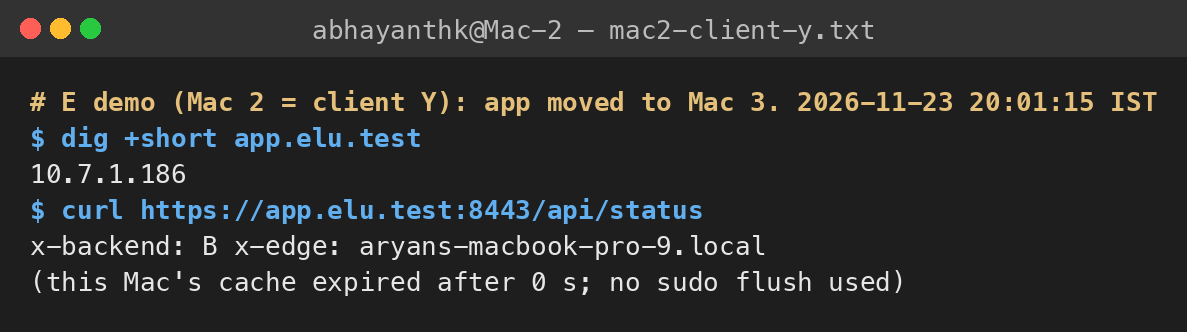 abhayanthk@Mac-2 — mac2-client-y.txt
# E demo (Mac 2 = client Y): app moved to Mac 3. 2026-11-23 20:01:15 IST
$ dig +short app.elu.test
10.7.1.186
$ curl https://app.elu.test:8443/api/status
x-backend: B x-edge: aryans-macbook-pro-9.local
(this Mac's cache expired after 0 s; no sudo flush used)